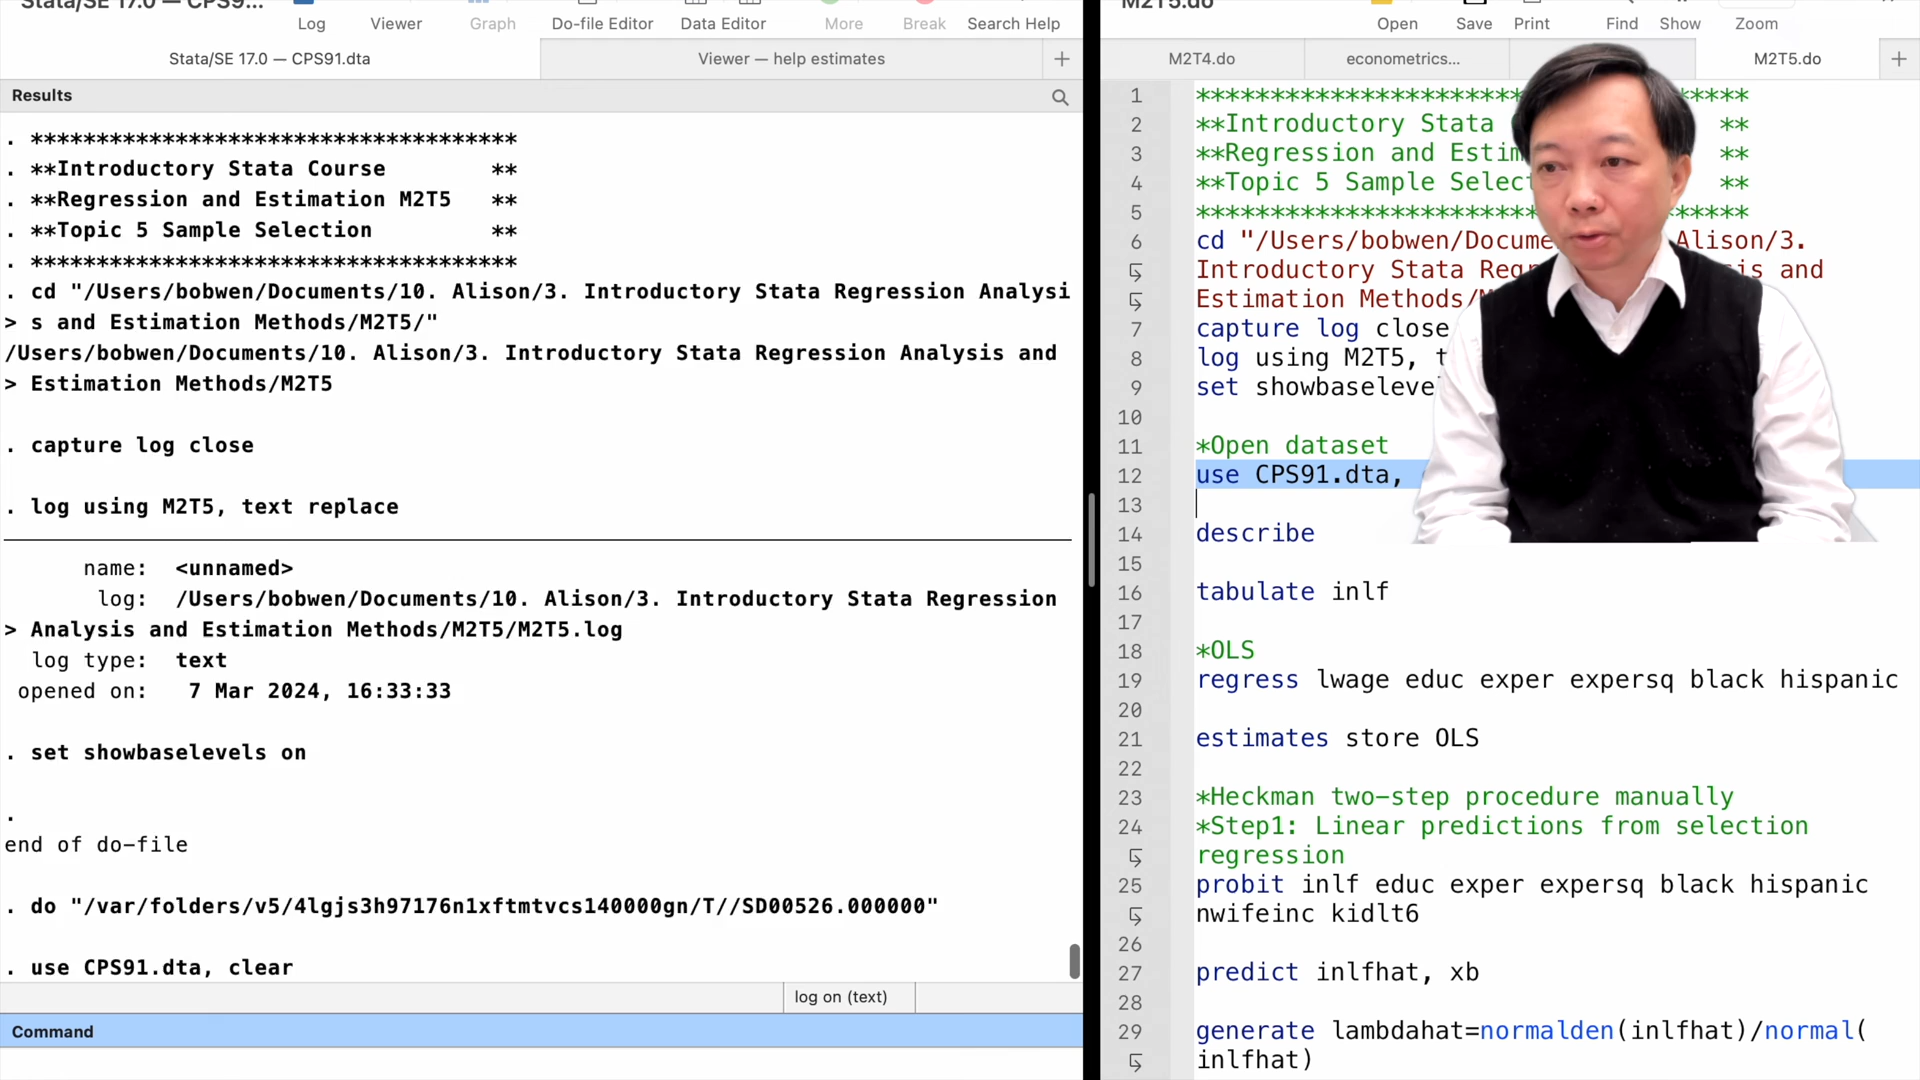 Stata/SE 17.0 — CPS9...
Log
Viewer
Graph
Do-file Editor
Data Editor
More
Break
Search Help
Stata/SE 17.0 — CPS91.dta
Viewer — help estimates
+
Results
. *************************************
. **Introductory Stata Course        **
. **Regression and Estimation M2T5   **
. **Topic 5 Sample Selection         **
. *************************************
. cd "/Users/bobwen/Documents/10. Alison/3. Introductory Stata Regression Analysi
> s and Estimation Methods/M2T5/"
/Users/bobwen/Documents/10. Alison/3. Introductory Stata Regression Analysis and
> Estimation Methods/M2T5
. capture log close
. log using M2T5, text replace
name:  <unnamed>
log:  /Users/bobwen/Documents/10. Alison/3. Introductory Stata Regression
> Analysis and Estimation Methods/M2T5/M2T5.log
log type:  text
opened on:   7 Mar 2024, 16:33:33
. set showbaselevels on
.
end of do-file
. do "/var/folders/v5/4lgjs3h97176n1xftmtvcs140000gn/T//SD00526.000000"
. use CPS91.dta, clear
log on (text)
Command
M2T5.do
Open
Save
Print
Find
Show
Zoom
M2T4.do
econometrics...
M2T5.do
+
1 *********************** *****
2 **Introductory Stata **
3 **Regression and Estim **
4 **Topic 5 Sample Select **
5 *********************** *****
6 cd "/Users/bobwen/Docume Alison/3.
Introductory Stata Reg is and
Estimation Methods/M
7 capture log close
8 log using M2T5, t
9 set showbaseleve
10
11 *Open dataset
12 use CPS91.dta,
13
14 describe
15
16 tabulate inlf
17
18 *OLS
19 regress lwage educ exper expersq black hispanic
20
21 estimates store OLS
22
23 *Heckman two-step procedure manually
24 *Step1: Linear predictions from selection
regression
25 probit inlf educ exper expersq black hispanic
nwifeinc kidlt6
26
27 predict inlfhat, xb
28
29 generate lambdahat=normalden(inlfhat)/normal(
inlfhat)